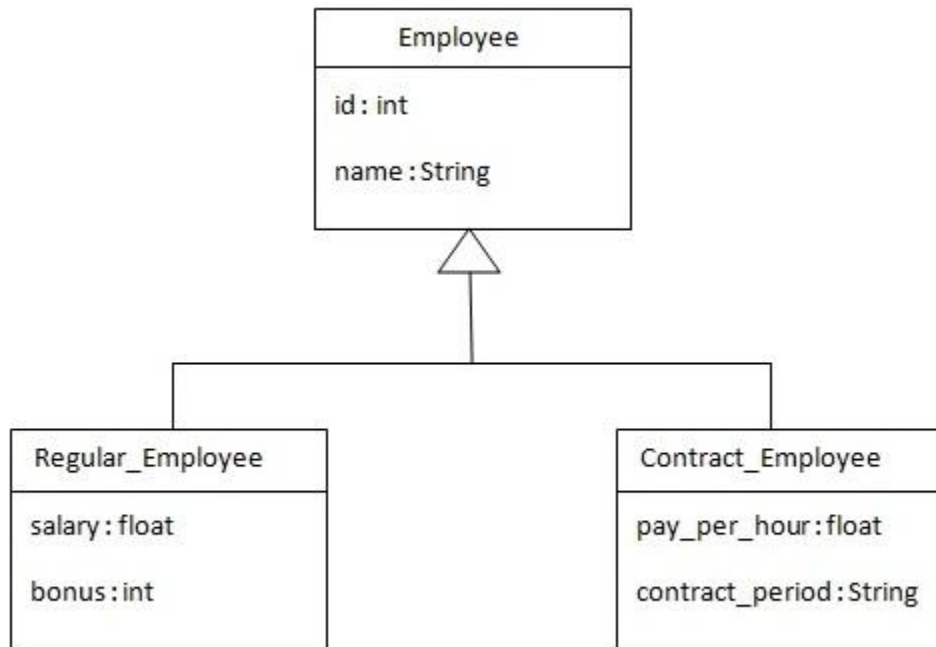 Employee
id: int
name:String
Regular_Employee
salary:float
bonus:int
Contract_Employee
pay_per_hour:float
contract_period:String